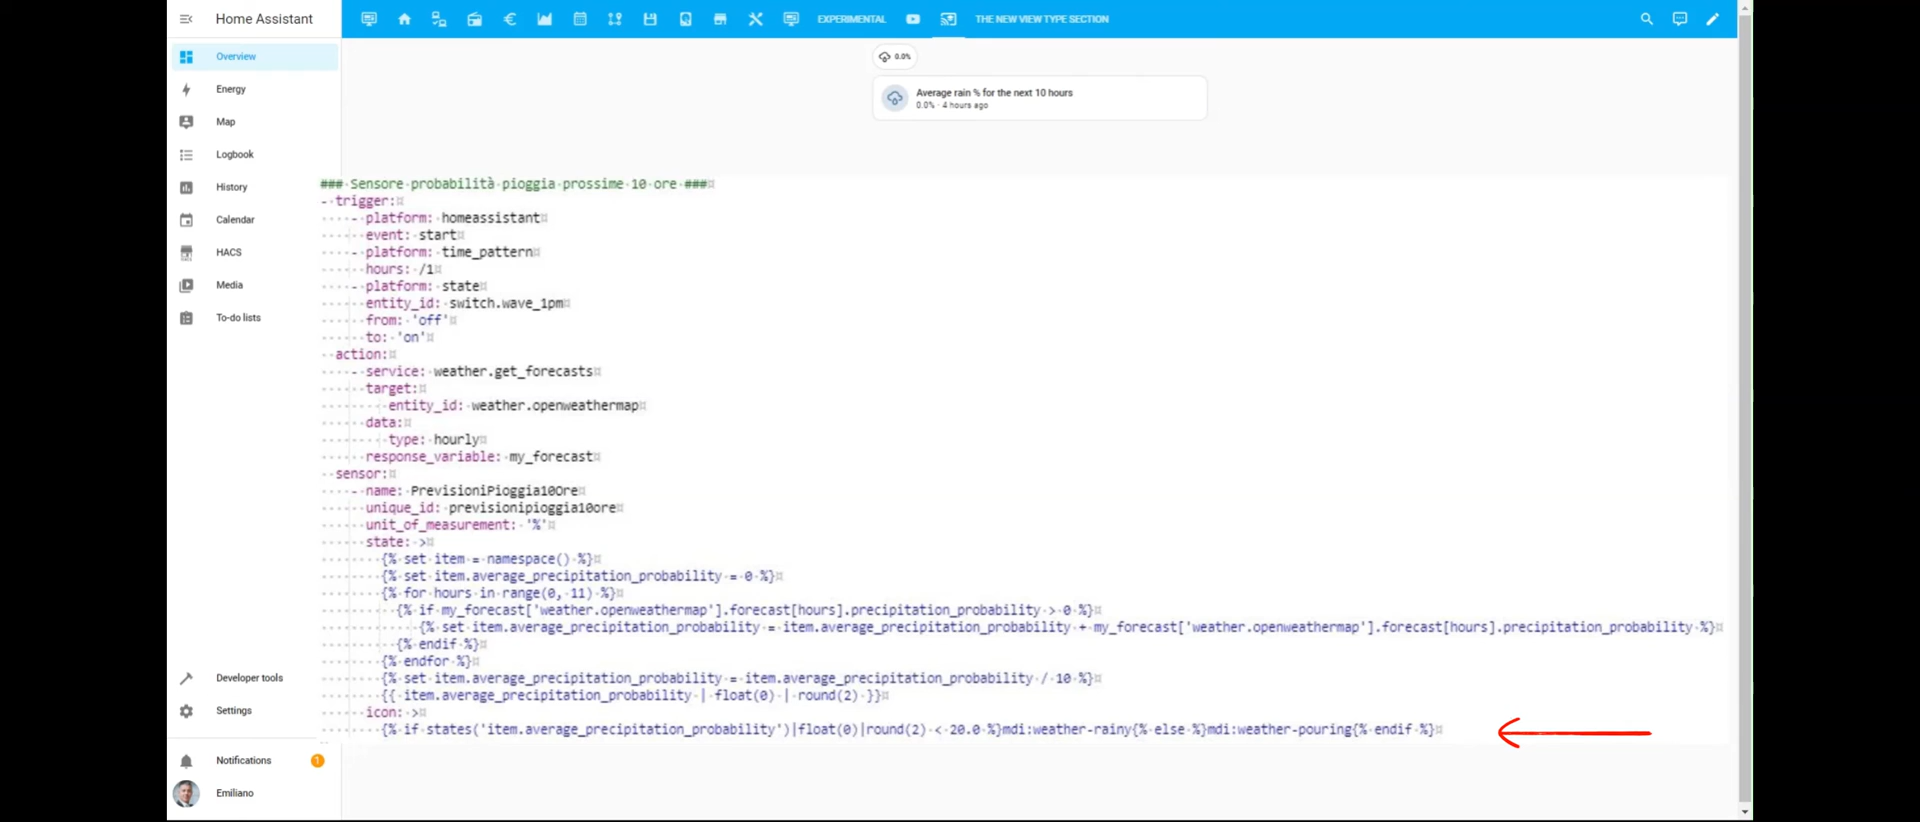 Home Assistant
EXPERIMENTAL
THE NEW VIEW TYPE SECTION
Overview
0.0%
Energy
Average rain % for the next 10 hours
0.0% · 4 hours ago
Map
Logbook
History
Calendar
HACS
Media
To-do lists
### Sensore probabilità pioggia prossime 10 ore ###
- trigger:
- platform: homeassistant
event: start
- platform: time_pattern
hours: /1
- platform: state
entity_id: switch.wave_1pm
from: 'off'
to: 'on'
action:
- service: weather.get_forecasts
target:
entity_id: weather.openweathermap
data:
type: hourly
response_variable: my_forecast
sensor:
- name: PrevisioniPioggia10Ore
unique_id: previsionipioggia10ore
unit_of_measurement: '%'
state: >
{% set item = namespace() %}
{% set item.average_precipitation_probability = 0 %}
{% for hours in range(0, 11) %}
{% if my_forecast['weather.openweathermap'].forecast[hours].precipitation_probability > 0 %}
{% set item.average_precipitation_probability = item.average_precipitation_probability + my_forecast['weather.openweathermap'].forecast[hours].precipitation_probability %}
{% endif %}
{% endfor %}
{% set item.average_precipitation_probability = item.average_precipitation_probability / 10 %}
{{ item.average_precipitation_probability | float(0) | round(2) }}
icon: >
{% if states('item.average_precipitation_probability')|float(0)|round(2) < 20.0 %}mdi:weather-rainy{% else %}mdi:weather-pouring{% endif %}
Developer tools
Settings
Notifications
1
Emiliano